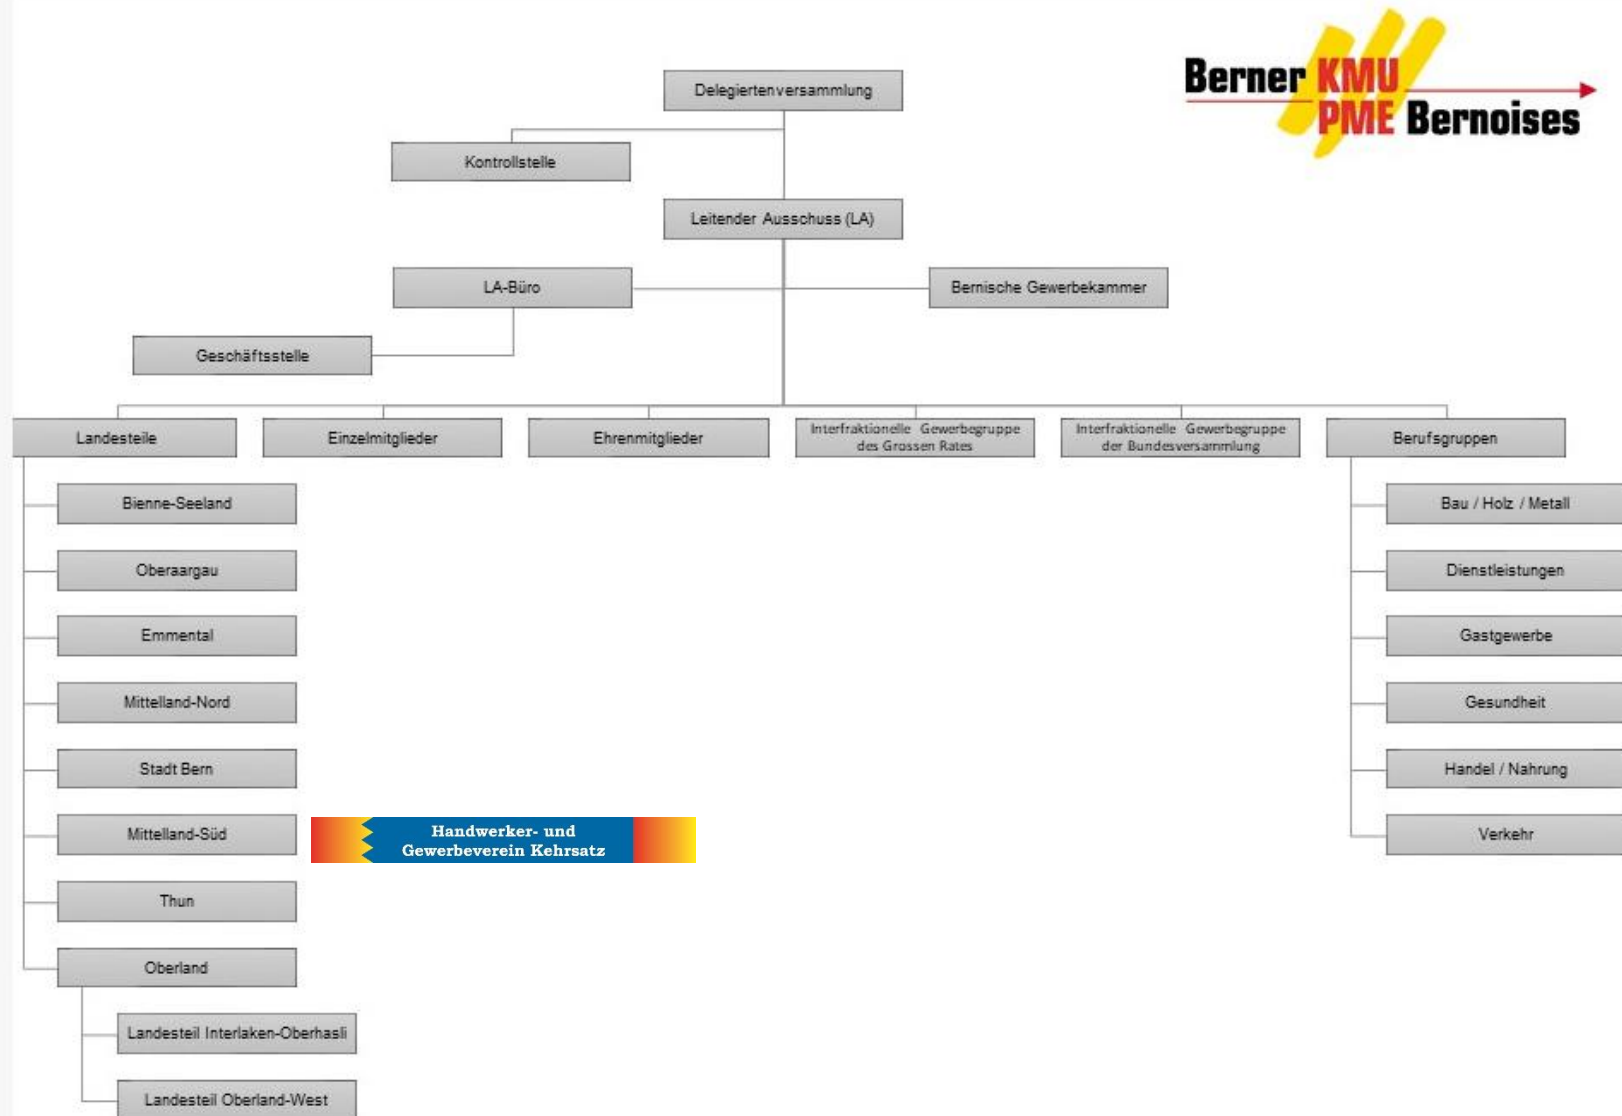 Berner KMU
PME Bernoises
Delegiertenversammlung
Kontrollstelle
Leitender Ausschuss (LA)
LA-Büro
Bernische Gewerbekammer
Geschäftsstelle
Landesteile
Einzelmitglieder
Ehrenmitglieder
Interfraktionelle Gewerbegruppe
des Grossen Rates
Interfraktionelle Gewerbegruppe
der Bundesversammlung
Berufsgruppen
Bienne-Seeland
Oberaargau
Emmental
Mittelland-Nord
Stadt Bern
Mittelland-Süd
Handwerker- und
Gewerbeverein Kehrsatz
Thun
Oberland
Landesteil Interlaken-Oberhasli
Landesteil Oberland-West
Bau / Holz / Metall
Dienstleistungen
Gastgewerbe
Gesundheit
Handel / Nahrung
Verkehr